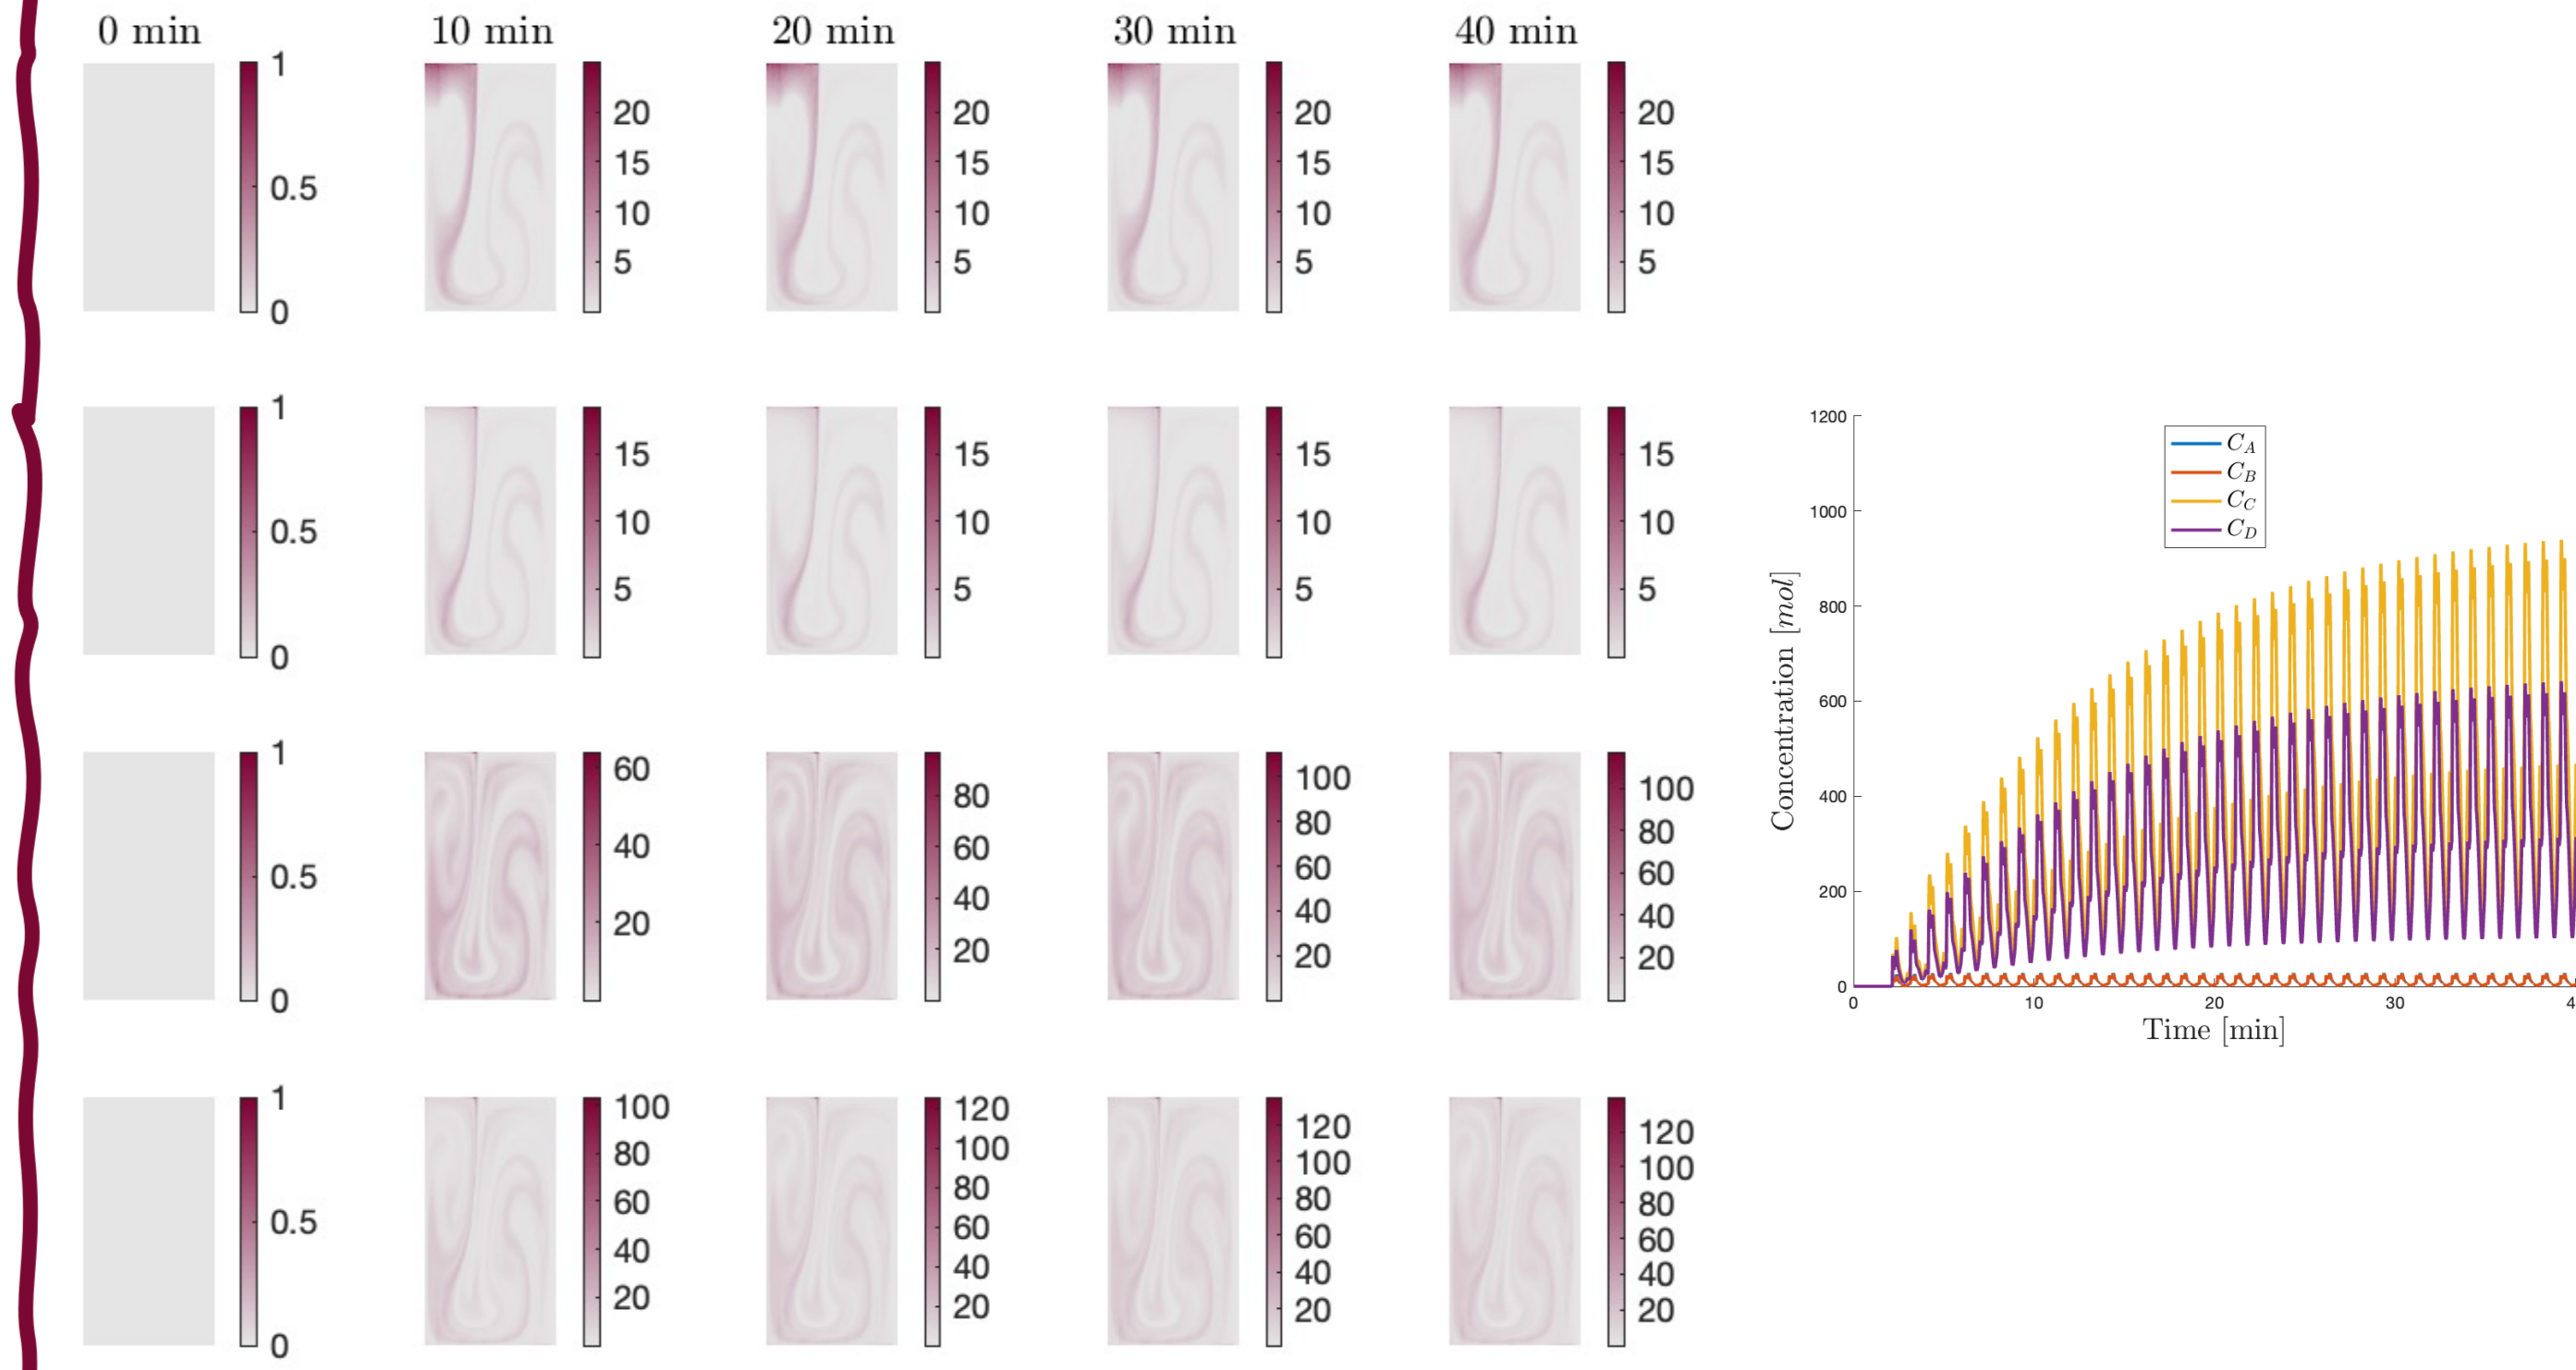 0 min 10 min 20 min 30 min 40 min
1 20 20 20 20
0.5 15 15 15 15
10 10 10 10
0 5 5 5 5
1 15 15 15 15
0.5 10 10 10 10
0 5 5 5 5
1 60 80 100 100
0.5 40 60 80 80
20 40 60 60
0 20 40 40
20 20
1 100 120 120 120
0.5 80 100 100 100
60 80 80 80
40 60 60 60
20 40 40 40
0 20 20 20
1200
1000
800
600
400
200
0
Concentration [mol]
C_A
C_B
C_C
C_D
0 10 20 30 4
Time [min]